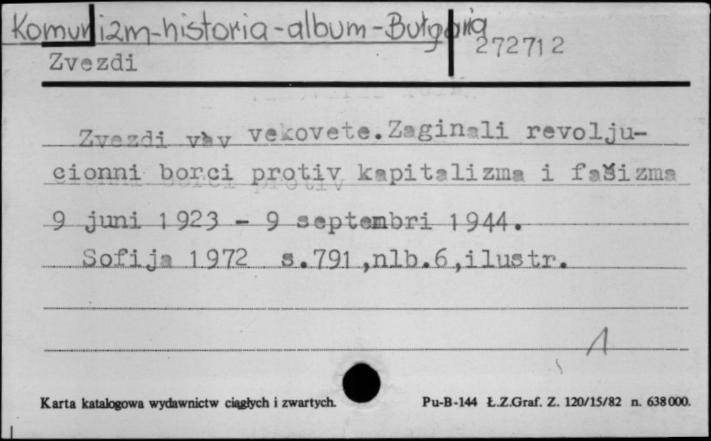 Komunizm-historia-album-Bułgaria
272712
Zvezdi
Zvezdi vàv vekovete.Zaginali revolju-
cionni borci protiv kapitalizma i fašizma
9 juni 1923 - 9 septembri 1944.
Sofija 1972 s.791,nlb.6,ilustr.
1
Karta katalogowa wydawnictw ciągłych i zwartych.
Pu-B-144 Ł.Z.Graf. Z. 120/15/82 n. 638000.